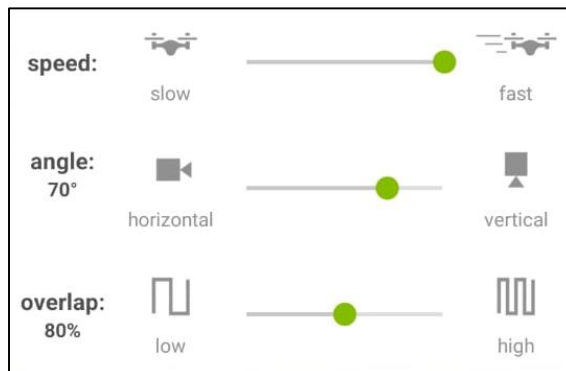 speed:
slow
fast
angle:
70°
horizontal
vertical
overlap:
80%
low
high